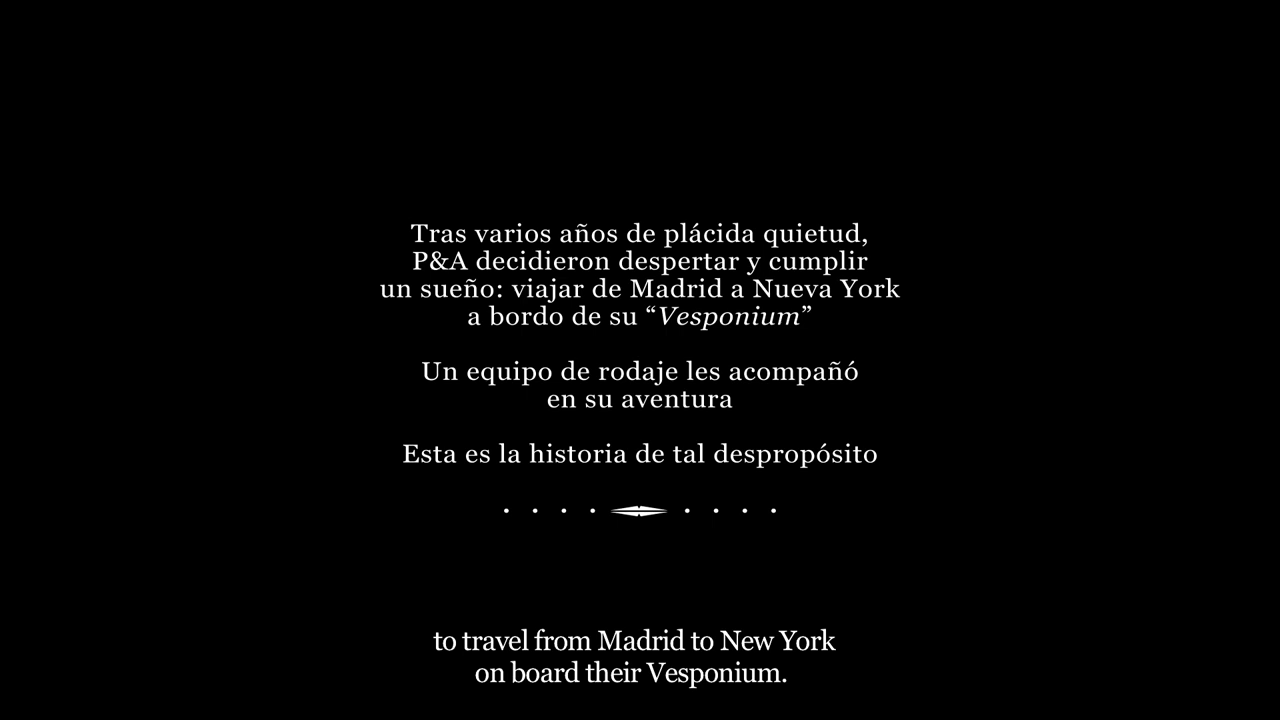 Tras varios años de plácida quietud,
P&A decidieron despertar y cumplir
un sueño: viajar de Madrid a Nueva York
a bordo de su “Vesponium”
Un equipo de rodaje les acompañó
en su aventura
Esta es la historia de tal despropósito
to travel from Madrid to New York
on board their Vesponium.